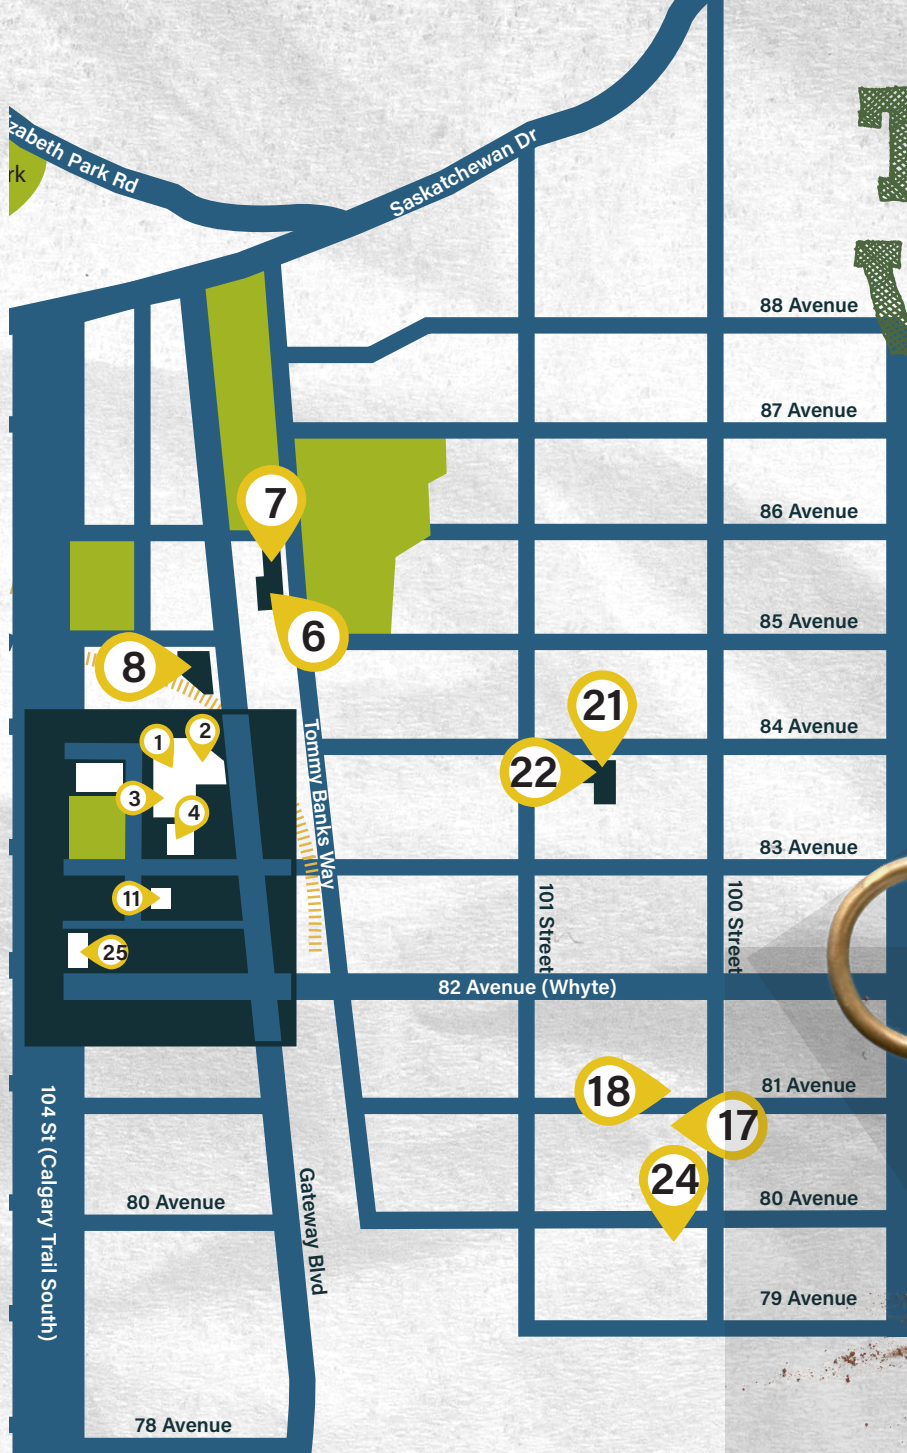 zabeth Park Rd
rk
Saskatchewan Dr
88 Avenue
87 Avenue
7
86 Avenue
6
85 Avenue
8
21
84 Avenue
1
2
22
3
4
Tommy Banks Way
83 Avenue
11
101 Street
100 Street
25
82 Avenue (Whyte)
18
81 Avenue
17
104 St (Calgary Trail South)
24
80 Avenue
80 Avenue
Gateway Blvd
79 Avenue
78 Avenue